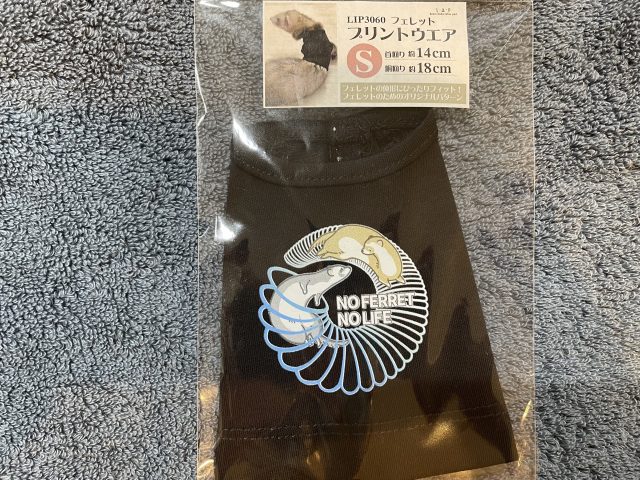 LIP3060 フェレット
プリントウエア
S
首回り 約14cm
胴回り 約18cm
フェレットの体形にぴったりフィット！
フェレットのためのオリジナルパターン
NO FERRET
NO LIFE